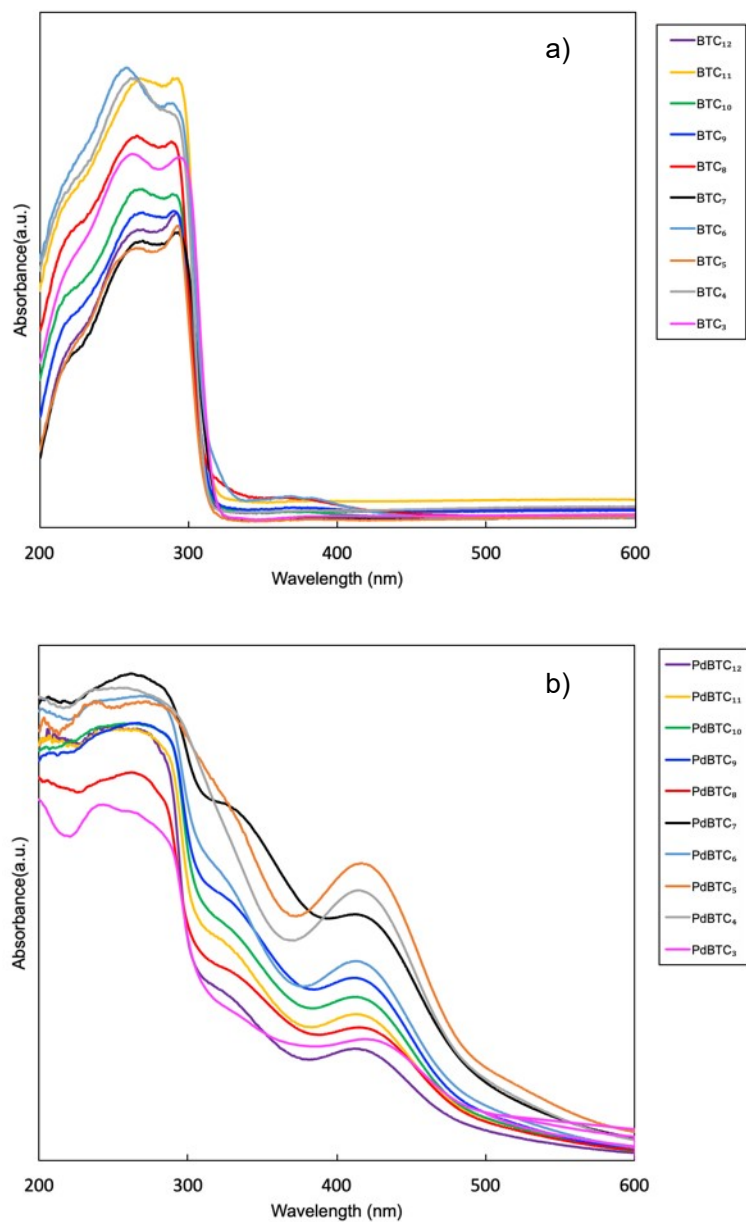 a)
BTC₁₂
BTC₁₁
BTC₁₀
BTC₉
BTC₈
BTC₇
BTC₆
BTC₅
BTC₄
BTC₃
Absorbance(a.u.)
200 300 400 500 600
Wavelength (nm)
b)
PdBTC₁₂
PdBTC₁₁
PdBTC₁₀
PdBTC₉
PdBTC₈
PdBTC₇
PdBTC₆
PdBTC₅
PdBTC₄
PdBTC₃
Absorbance(a.u.)
200 300 400 500 600
Wavelength (nm)